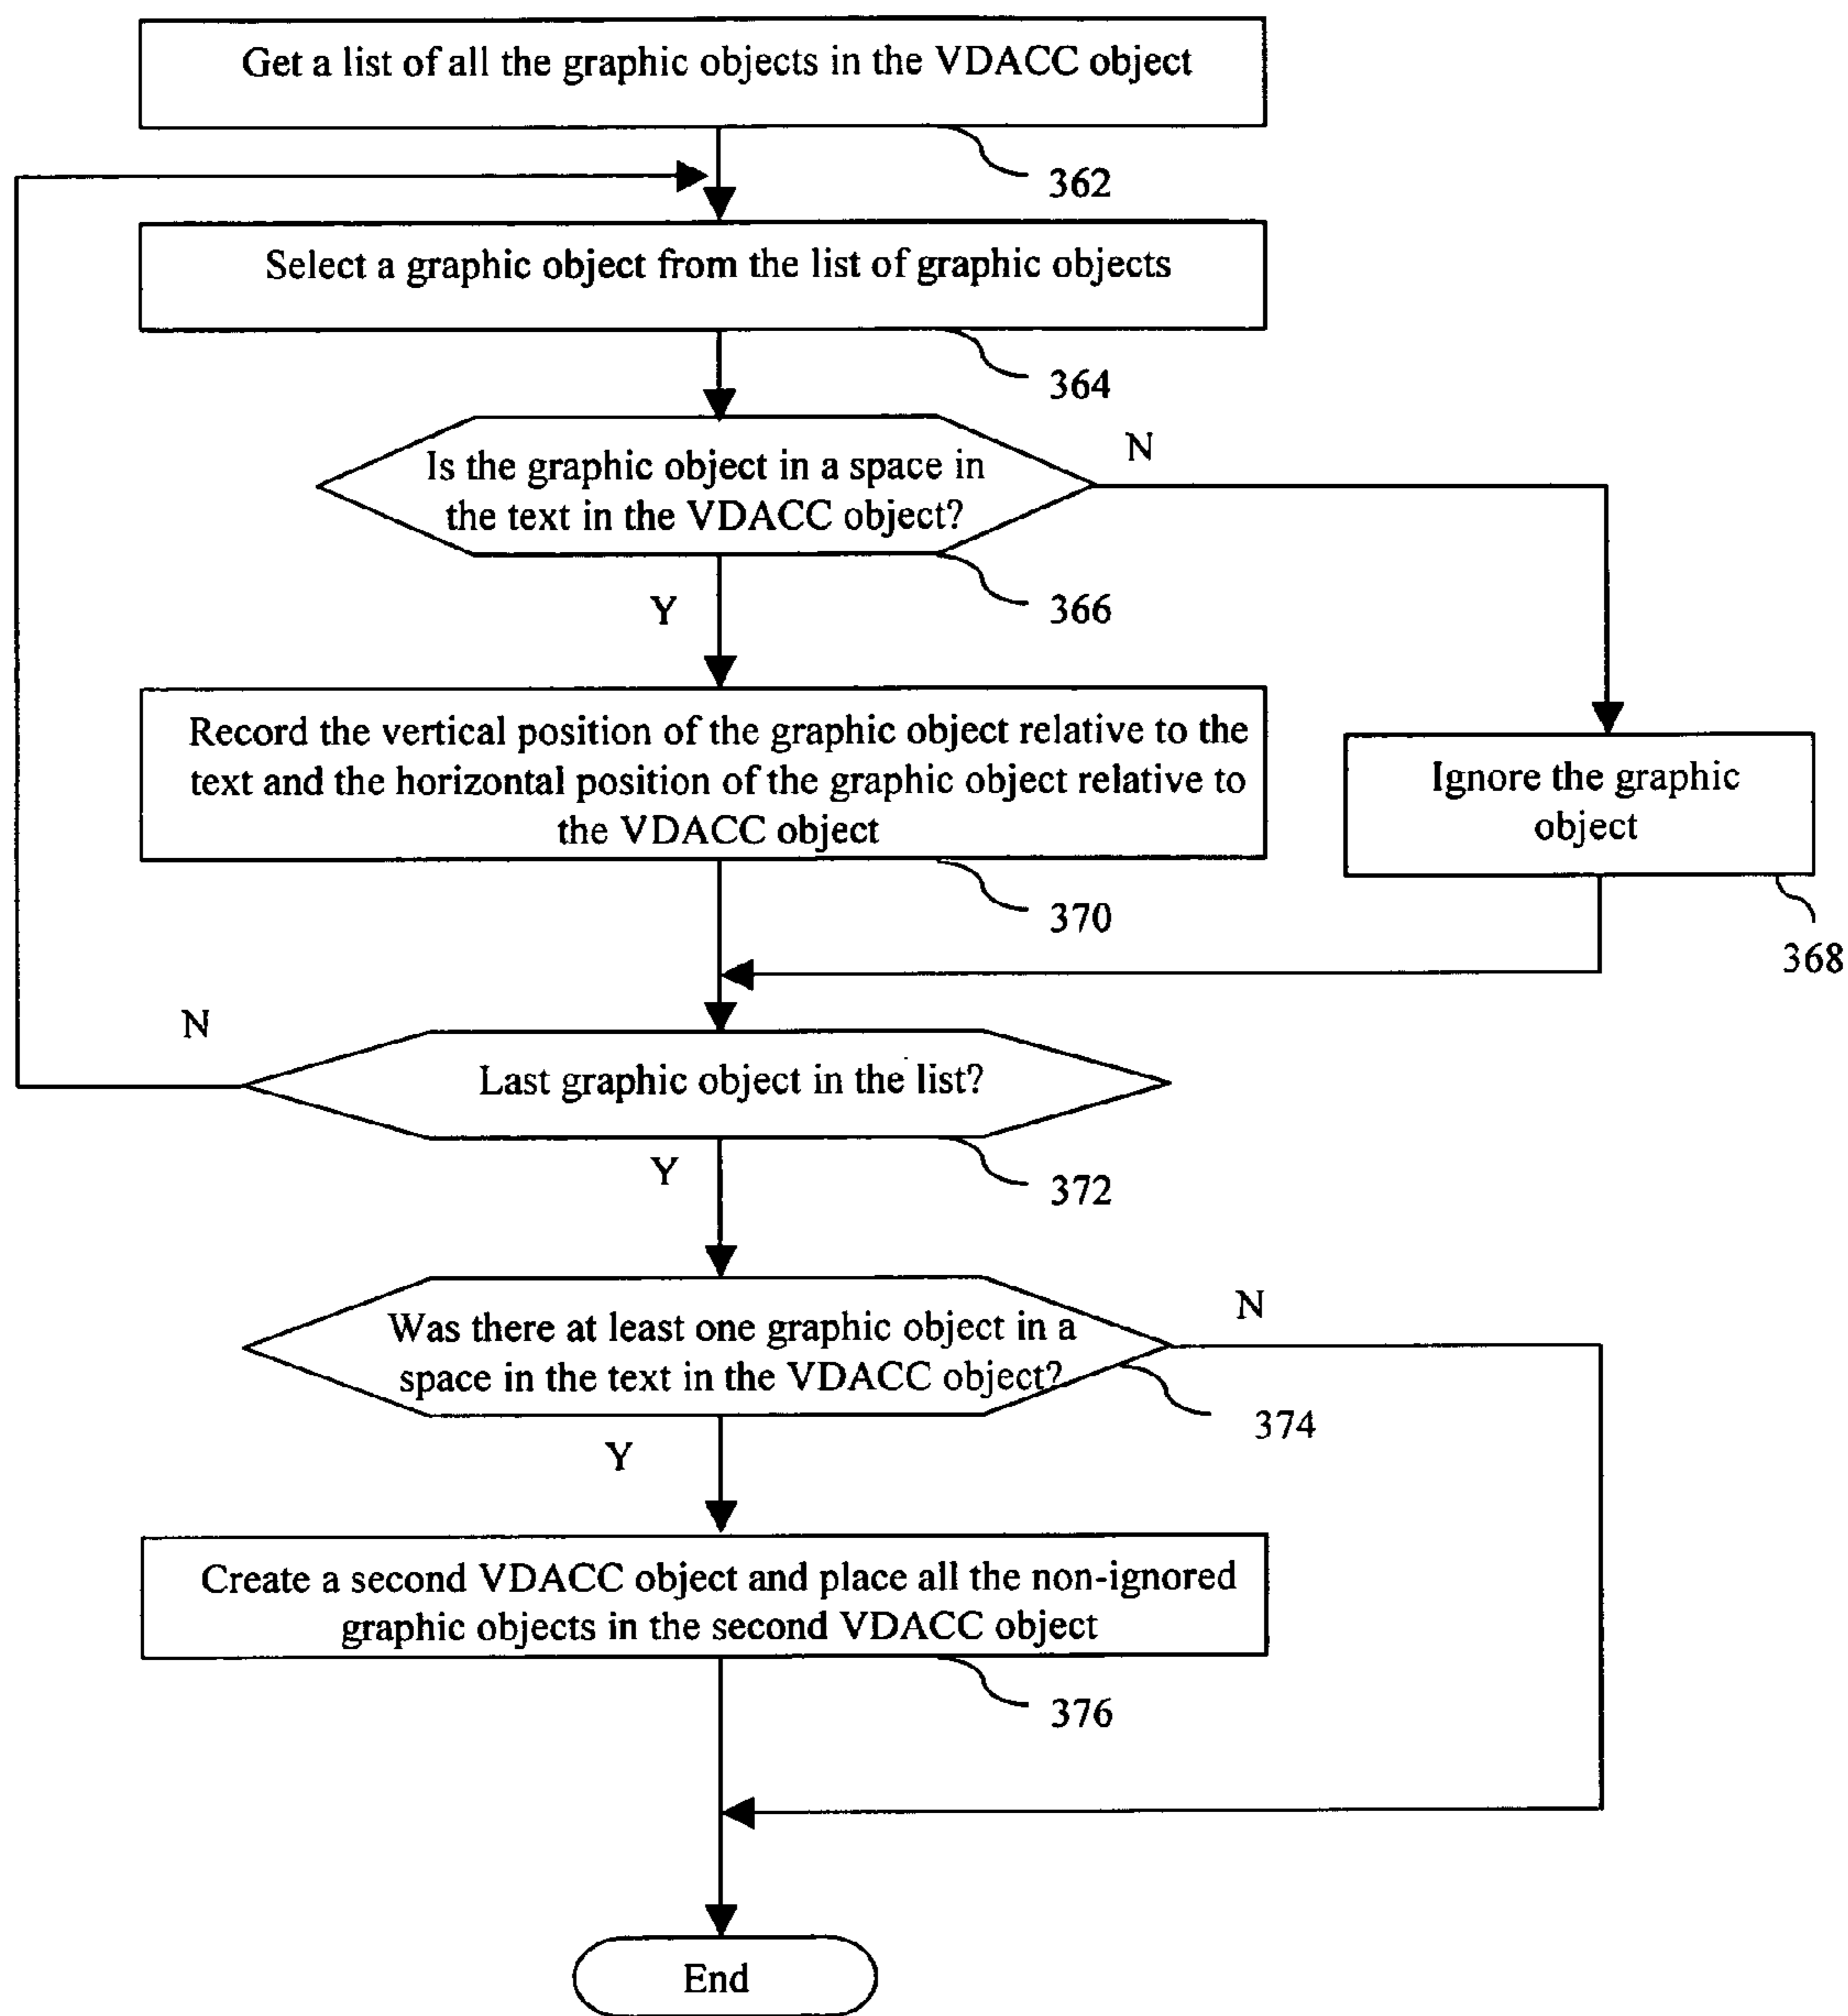 Get a list of all the graphic objects in the VDACC object
362
Select a graphic object from the list of graphic objects
364
Is the graphic object in a space in
the text in the VDACC object?
N
366
Y
Record the vertical position of the graphic object relative to the
text and the horizontal position of the graphic object relative to
the VDACC object
370
Ignore the graphic
object
368
N
Last graphic object in the list?
372
Y
Was there at least one graphic object in a
space in the text in the VDACC object?
N
374
Y
Create a second VDACC object and place all the non-ignored
graphic objects in the second VDACC object
376
End